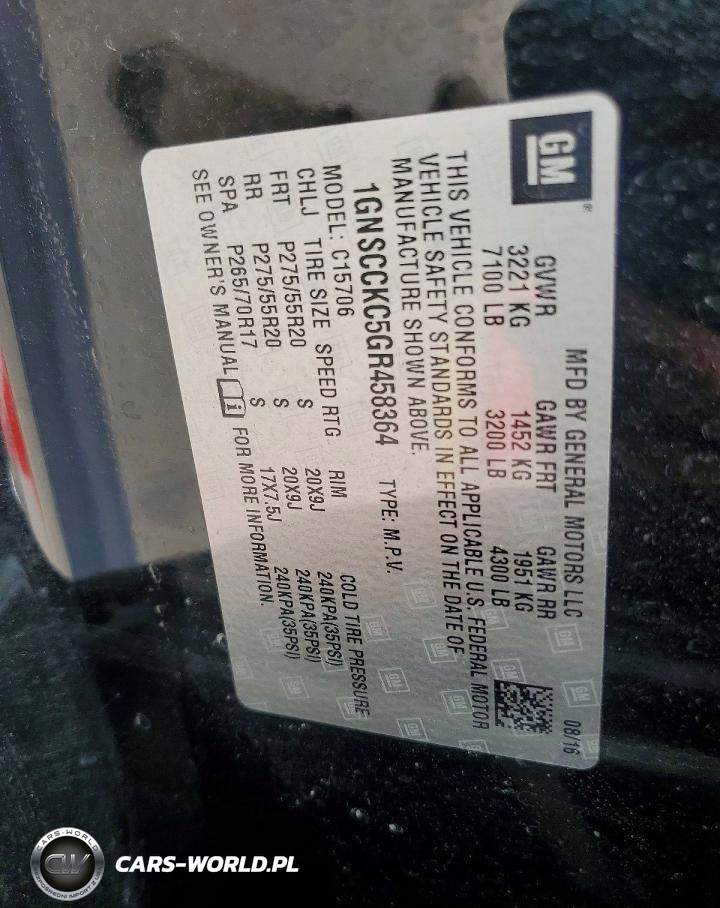 GM
®
MFD BY GENERAL MOTORS LLC 08/16
GVWR GAWR FRT GAWR RR
3221 KG 1452 KG 1951 KG
7100 LB 3200 LB 4300 LB
THIS VEHICLE CONFORMS TO ALL APPLICABLE U.S. FEDERAL MOTOR
VEHICLE SAFETY STANDARDS IN EFFECT ON THE DATE OF
MANUFACTURE SHOWN ABOVE.
1GNSCCKC5GR458364 TYPE: M.P.V.
MODEL: C15706
CHLJ TIRE SIZE SPEED RTG RIM COLD TIRE PRESSURE
FRT P275/55R20 S 20X9J 240KPA(35PSI)
RR P275/55R20 S 20X9J 240KPA(35PSI)
SPA P265/70R17 S 17X7.5J 240KPA(35PSI)
SEE OWNER'S MANUAL i FOR MORE INFORMATION.
CARS-WORLD
CW
CARS-WORLD.PL